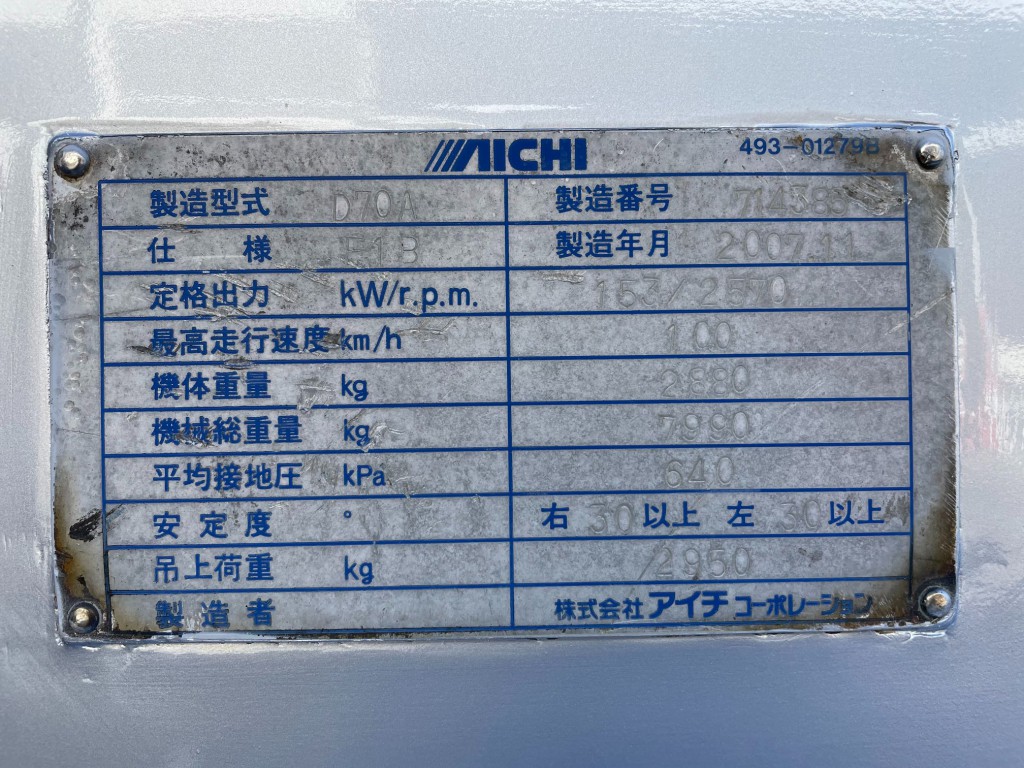 AICHI 493-01279B
製造型式 D70A 製造番号
仕様 E1B 製造年月 2007.11
定格出力 kW/r.p.m. 153/2570
最高走行速度 km/h 100
機体重量 kg 2880
機械総重量 kg 7990
平均接地圧 kPa 640
安定度 ° 右 30 以上 左 30 以上
吊上荷重 kg /2950
製造者 株式会社 アイチ コーポレーション